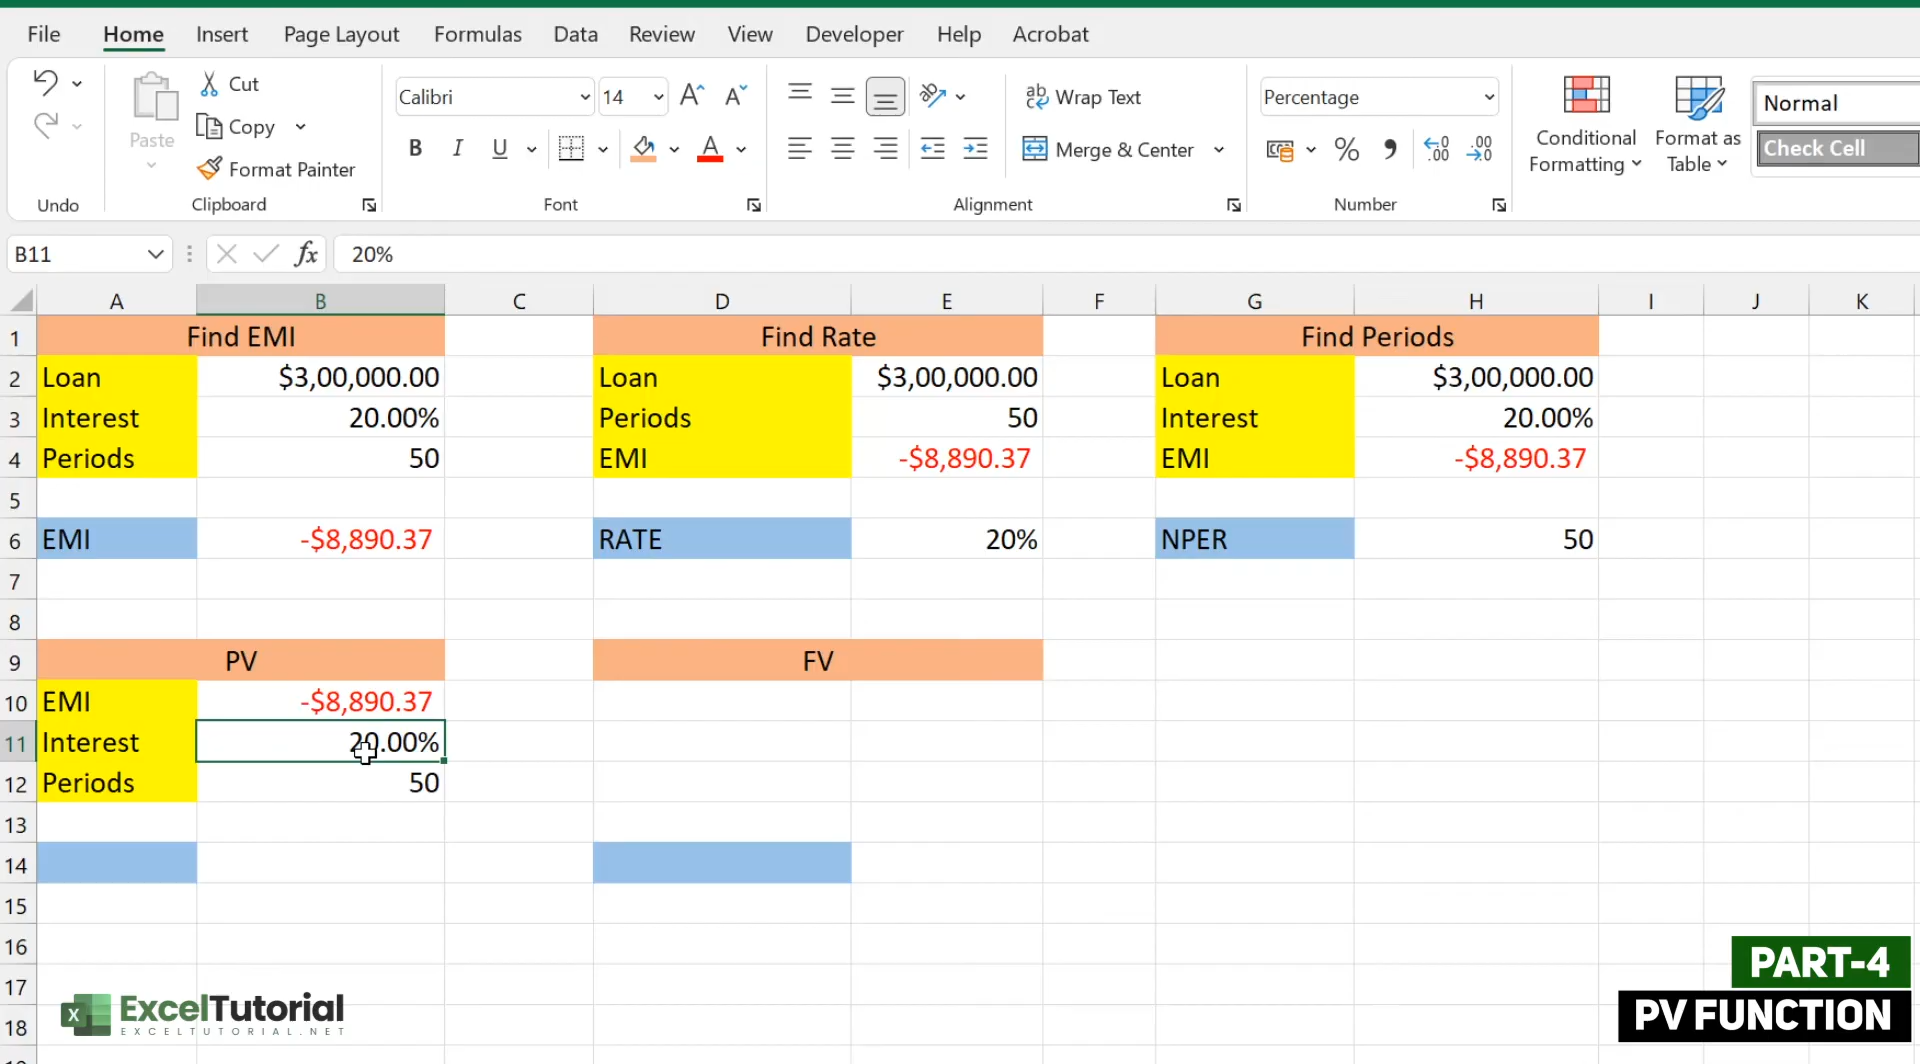 File Home Insert Page Layout Formulas Data Review View Developer Help Acrobat
Cut
Calibri 14 ab Wrap Text Percentage Normal
Paste Copy Conditional Format as
B I U A Merge & Center % .00 .00 Formatting Table Check Cell
Format Painter
Undo Clipboard Font Alignment Number
B11 fx 20%
A B C D E F G H I J K
1 Find EMI Find Rate Find Periods
2 Loan $3,00,000.00 Loan $3,00,000.00 Loan $3,00,000.00
3 Interest 20.00% Periods 50 Interest 20.00%
4 Periods 50 EMI -$8,890.37 EMI -$8,890.37
5
6 EMI -$8,890.37 RATE 20% NPER 50
7
8
9 PV FV
10 EMI -$8,890.37
11 Interest 20.00%
12 Periods 50
13
14
15
16
17
18
PART-4
PV FUNCTION
X ExcelTutorial
EXCELTUTORIAL.NET